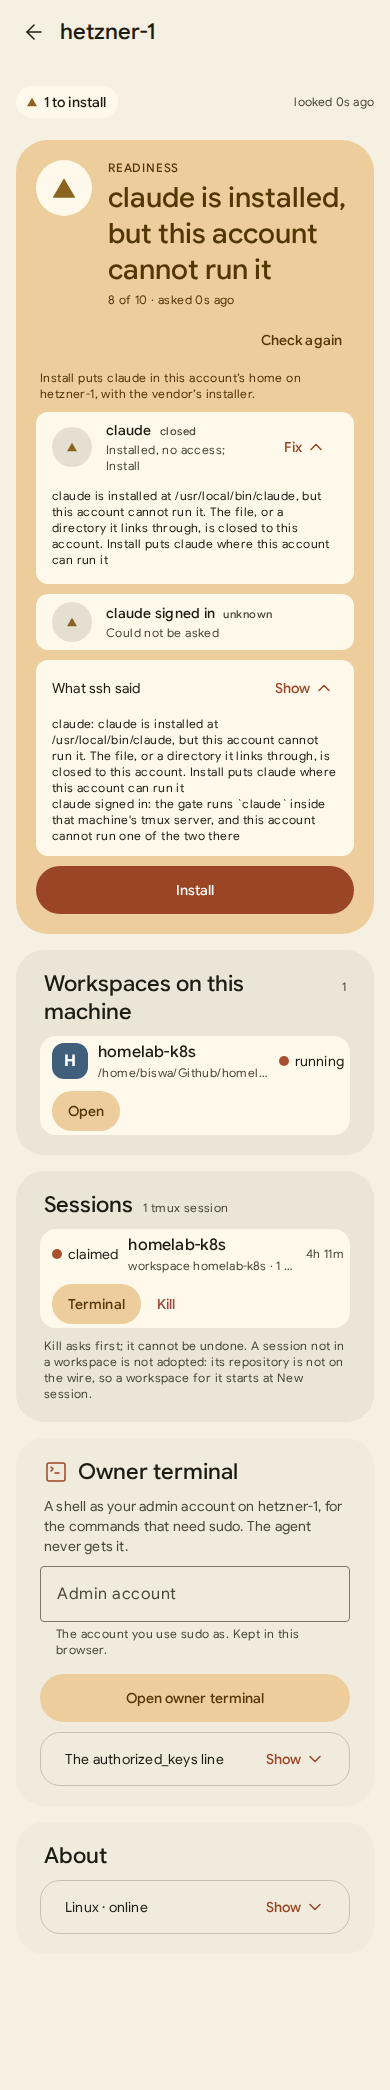 hetzner-1
1 to install
looked 0s ago
READINESS
claude is installed,
but this account
cannot run it
8 of 10 · asked 0s ago
Check again
Install puts claude in this account's home on
hetzner-1, with the vendor's installer.
claude closed
Installed, no access;
Install
Fix
claude is installed at /usr/local/bin/claude, but
this account cannot run it. The file, or a
directory it links through, is closed to this
account. Install puts claude where this account
can run it
claude signed in unknown
Could not be asked
What ssh said
Show
claude: claude is installed at
/usr/local/bin/claude, but this account cannot
run it. The file, or a directory it links through, is
closed to this account. Install puts claude where
this account can run it
claude signed in: the gate runs `claude` inside
that machine's tmux server, and this account
cannot run one of the two there
Install
Workspaces on this
machine
1
H
homelab-k8s
/home/biswa/Github/homel...
running
Open
Sessions 1 tmux session
claimed
homelab-k8s
workspace homelab-k8s · 1 ...
4h 11m
Terminal
Kill
Kill asks first; it cannot be undone. A session not in
a workspace is not adopted: its repository is not on
the wire, so a workspace for it starts at New
session.
Owner terminal
A shell as your admin account on hetzner-1, for
the commands that need sudo. The agent
never gets it.
Admin account
The account you use sudo as. Kept in this
browser.
Open owner terminal
The authorized_keys line
Show
About
Linux · online
Show